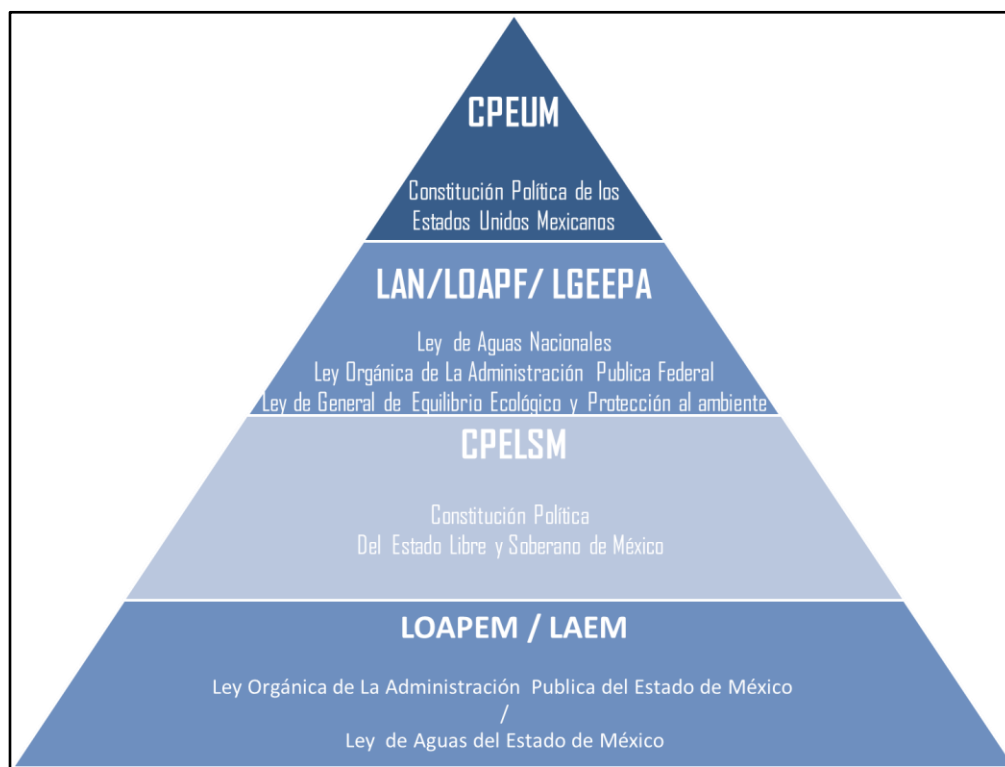 CPEUM
Constitución Política de los
Estados Unidos Mexicanos
LAN/LOAPF/ LGEEPA
Ley de Aguas Nacionales
Ley Orgánica de La Administración Publica Federal
Ley de General de Equilibrio Ecológico y Protección al ambiente
CPELSM
Constitución Política
Del Estado Libre y Soberano de México
LOAPEM / LAEM
Ley Orgánica de La Administración Publica del Estado de México
/
Ley de Aguas del Estado de México